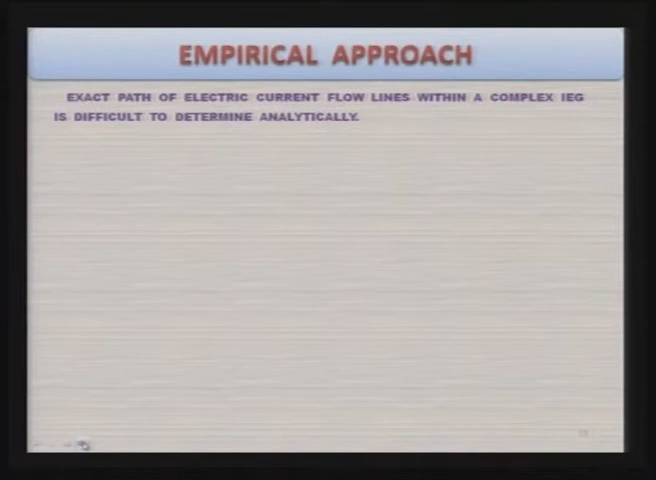 EMPIRICAL APPROACH
EXACT PATH OF ELECTRIC CURRENT FLOW LINES WITHIN A COMPLEX IEG
IS DIFFICULT TO DETERMINE ANALYTICALLY.